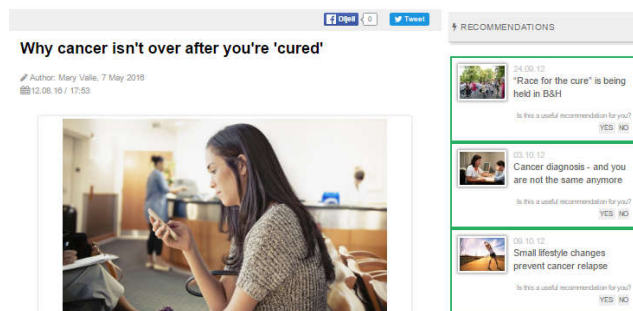 Dijeli 0 Tweet
RECOMMENDATIONS
Why cancer isn't over after you're 'cured'
Author: Mary Valle, 7 May 2016
12.08.16 / 17:53
24.09.12
"Race for the cure" is being
held in B&H
Is this a useful recommendation for you?
YES NO
03.10.12
Cancer diagnosis - and you
are not the same anymore
Is this a useful recommendation for you?
YES NO
09.10.12
Small lifestyle changes
prevent cancer relapse
Is this a useful recommendation for you?
YES NO